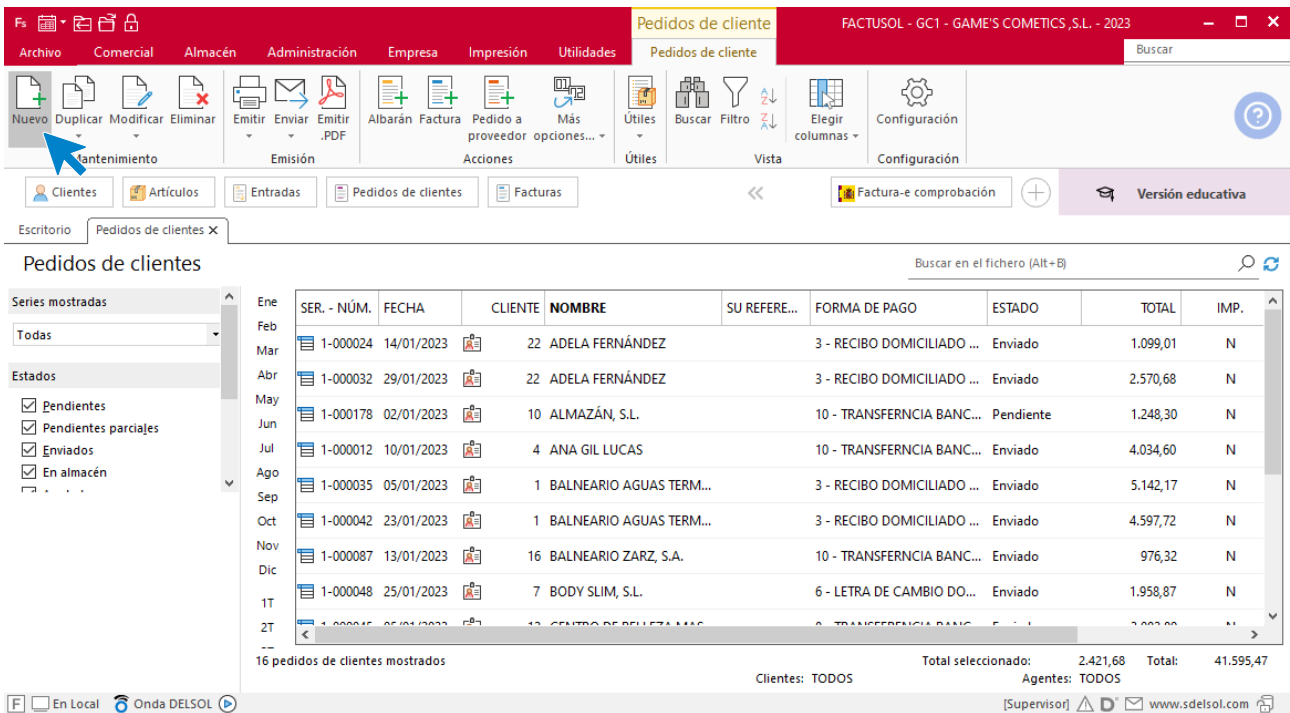 Fs Pedidos de cliente FACTUSOL - GC1 - GAME'S COMETICS ,S.L. - 2023
Archivo Comercial Almacén Administración Empresa Impresión Utilidades Pedidos de cliente Buscar
Nuevo Duplicar Modificar Eliminar Emitir Enviar Emitir .PDF Albarán Factura Pedido a proveedor Más opciones... Útiles Buscar Filtro Elegir columnas Configuración
Mantenimiento Emisión Acciones Útiles Vista Configuración
Clientes Artículos Entradas Pedidos de clientes Facturas Factura-e comprobación Versión educativa
Escritorio Pedidos de clientes X
Pedidos de clientes Buscar en el fichero (Alt+B)
Series mostradas
Todas
Estados
Pendientes
Pendientes parciales
Enviados
En almacén
Ene
Feb
Mar
Abr
May
Jun
Jul
Ago
Sep
Oct
Nov
Dic
1T
2T
SER. - NÚM. FECHA CLIENTE NOMBRE SU REFERE... FORMA DE PAGO ESTADO TOTAL IMP.
1-000024 14/01/2023 22 ADELA FERNÁNDEZ 3 - RECIBO DOMICILIADO ... Enviado 1.099,01 N
1-000032 29/01/2023 22 ADELA FERNÁNDEZ 3 - RECIBO DOMICILIADO ... Enviado 2.570,68 N
1-000178 02/01/2023 10 ALMAZÁN, S.L. 10 - TRANSFERNCIA BANC... Pendiente 1.248,30 N
1-000012 10/01/2023 4 ANA GIL LUCAS 10 - TRANSFERNCIA BANC... Enviado 4.034,60 N
1-000035 05/01/2023 1 BALNEARIO AGUAS TERM... 3 - RECIBO DOMICILIADO ... Enviado 5.142,17 N
1-000042 23/01/2023 1 BALNEARIO AGUAS TERM... 3 - RECIBO DOMICILIADO ... Enviado 4.597,72 N
1-000087 13/01/2023 16 BALNEARIO ZARZ, S.A. 10 - TRANSFERNCIA BANC... Enviado 976,32 N
1-000048 25/01/2023 7 BODY SLIM, S.L. 6 - LETRA DE CAMBIO DO... Enviado 1.958,87 N
16 pedidos de clientes mostrados Total seleccionado: 2.421,68 Total: 41.595,47
Clientes: TODOS Agentes: TODOS
F En Local Onda DELSOL [Supervisor] D www.sdelsol.com